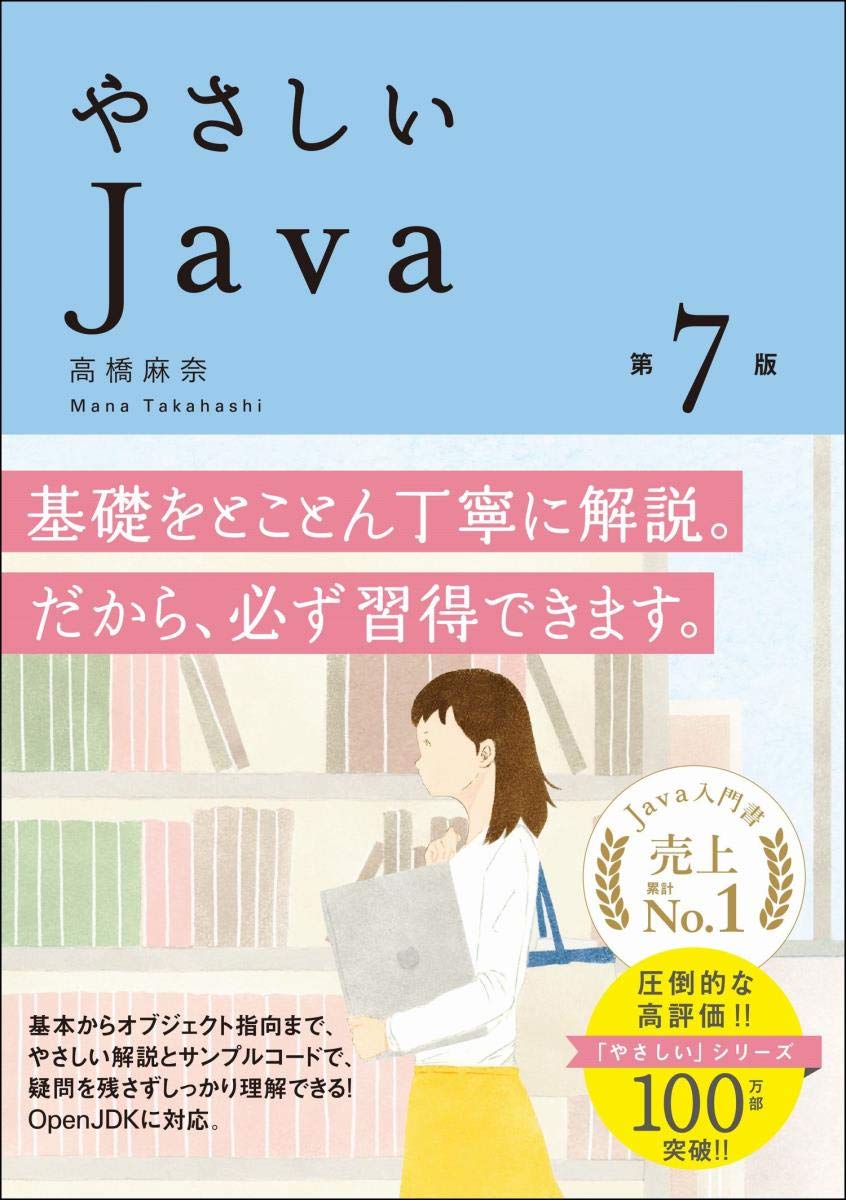 やさしい
Java
高橋麻奈
Mana Takahashi
第7版
基礎をとことん丁寧に解説。
だから、必ず習得できます。
Java入門書
売上
累計
No.1
圧倒的な
高評価!!
「やさしい」シリーズ
100万部
突破!!
基本からオブジェクト指向まで、
やさしい解説とサンプルコードで、
疑問を残さずしっかり理解できる!
OpenJDKに対応。